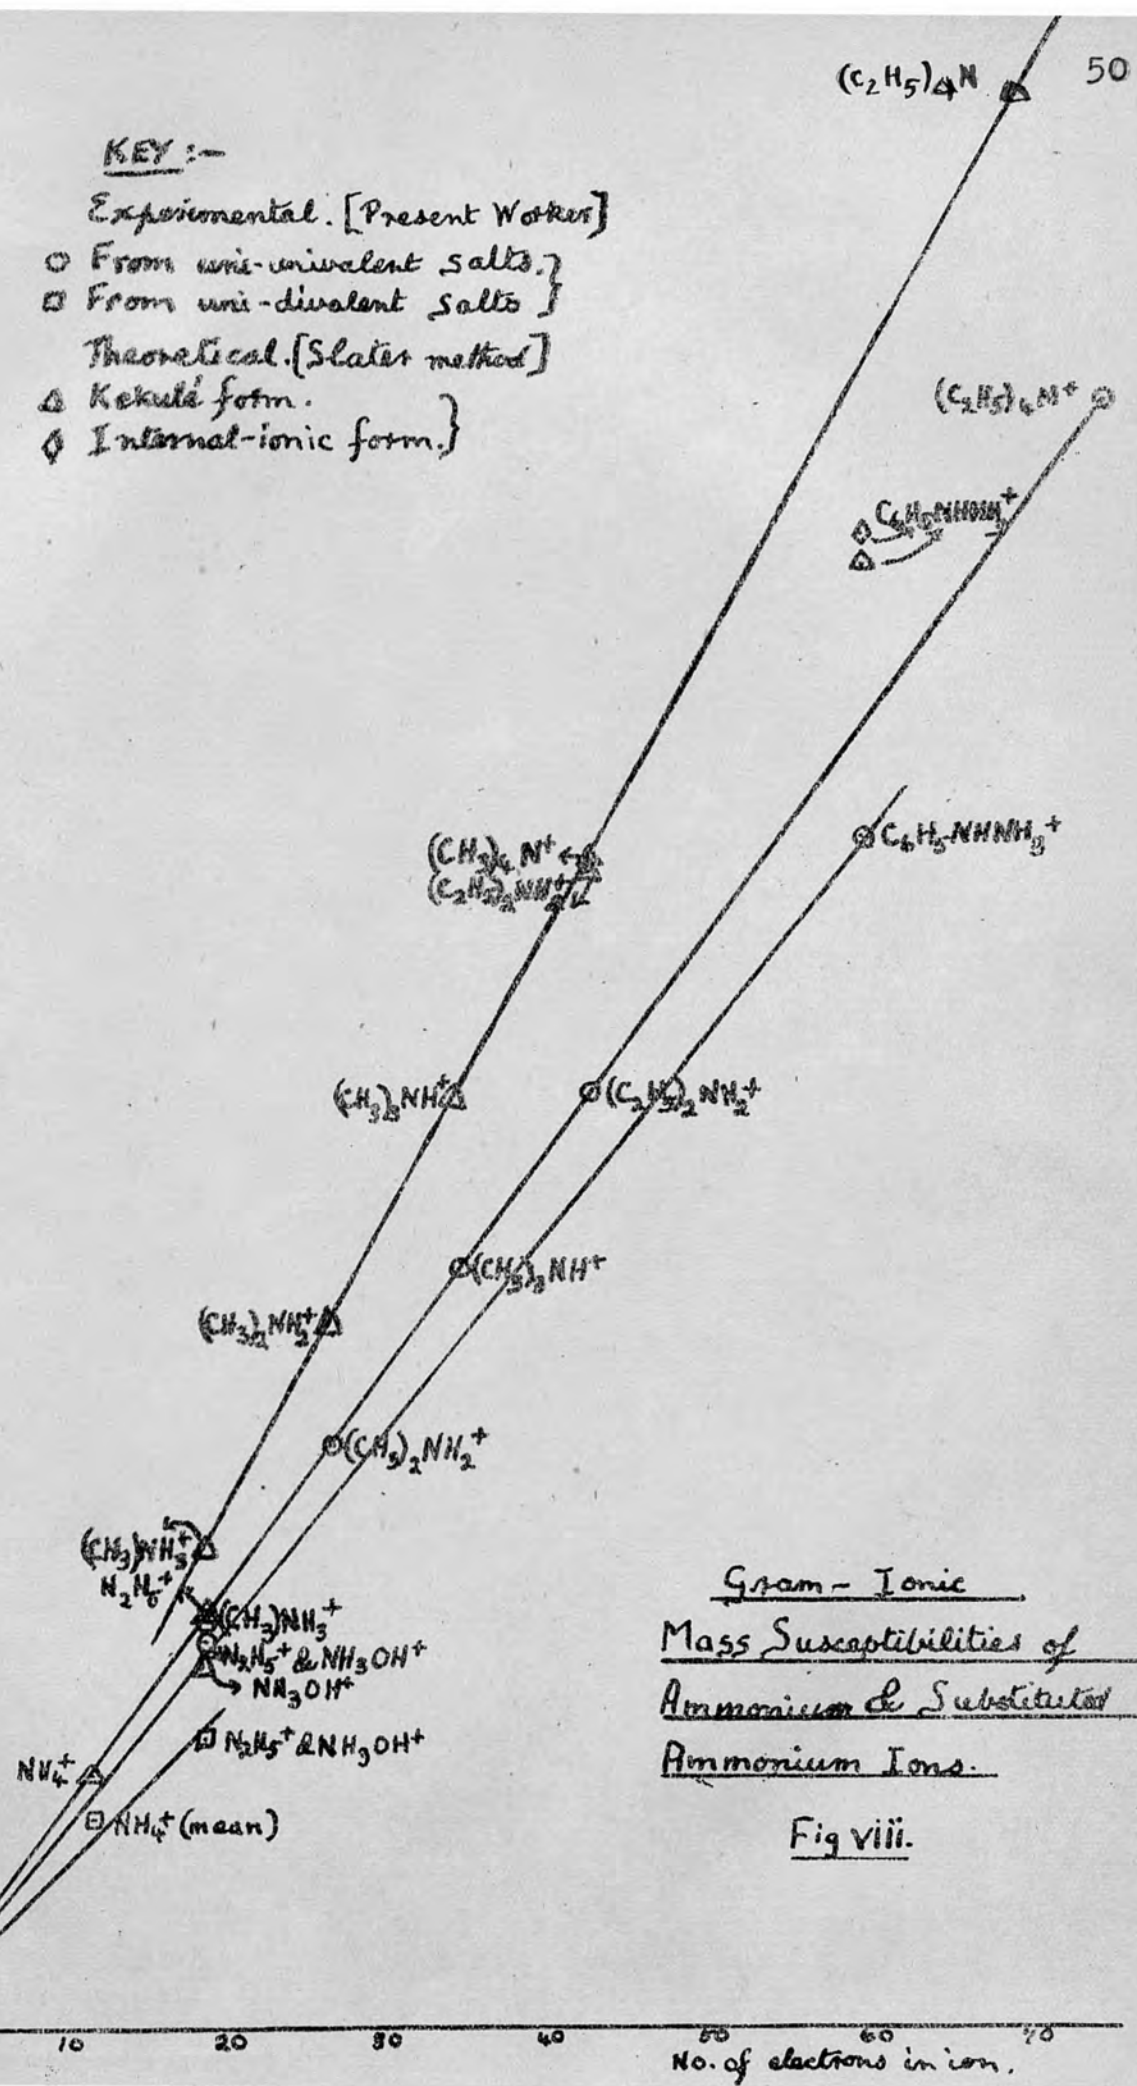 50
(C₂H₅)₄N
KEY :-
Experimental. [Present Worker]
From uni-univalent salts. }
From uni-divalent salts }
Theoretical. [Slater method]
Kekulé form.
Internal-ionic form. }
(C₂H₅)₄N⁺
C₆H₅NHNH₃⁺
(CH₃)₄N⁺
(C₂H₅)₂NH₂⁺
C₆H₅-NHNH₃⁺
(CH₃)₃NH⁺
(C₂H₅)₂NH₂⁺
(CH₃)₃NH⁺
(CH₃)₂NH₂⁺
(CH₃)₂NH₂⁺
(CH₃)NH₃⁺
(CH₃)NH₃⁺
N₂H₅⁺ & NH₃OH⁺
→ NH₃OH⁺
N₂H₅⁺ & NH₃OH⁺
NH₄⁺
NH₄⁺ (mean)
Gram-Ionic
Mass Susceptibilities of
Ammonium & Substituted
Ammonium Ions.
Fig viii.
10 20 30 40 50 60 70
No. of electrons in ion.